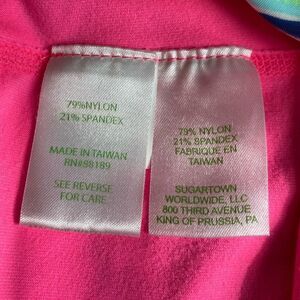 79%NYLON
21% SPANDEX
MADE IN TAIWAN
RN#88189
SEE REVERSE
FOR CARE
79% NYLON
21% SPANDEX
FABRIQUE EN
TAIWAN
SUGARTOWN
WORLDWIDE, LLC
800 THIRD AVENUE
KING OF PRUSSIA, PA